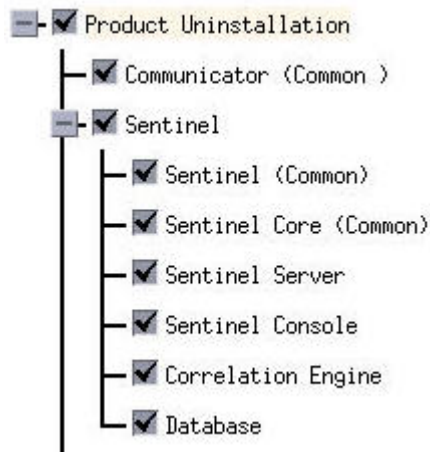 Product Uninstallation
Communicator (Common )
Sentinel
Sentinel (Common)
Sentinel Core (Common)
Sentinel Server
Sentinel Console
Correlation Engine
Database